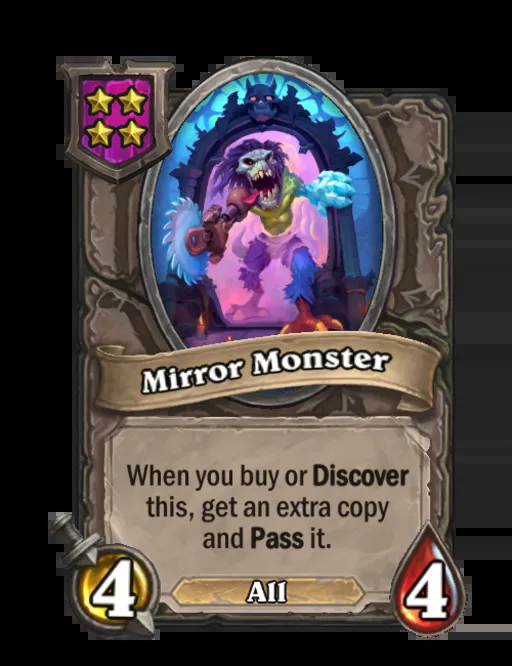 Mirror Monster
When you buy or Discover
this, get an extra copy
and Pass it.
4
All
4